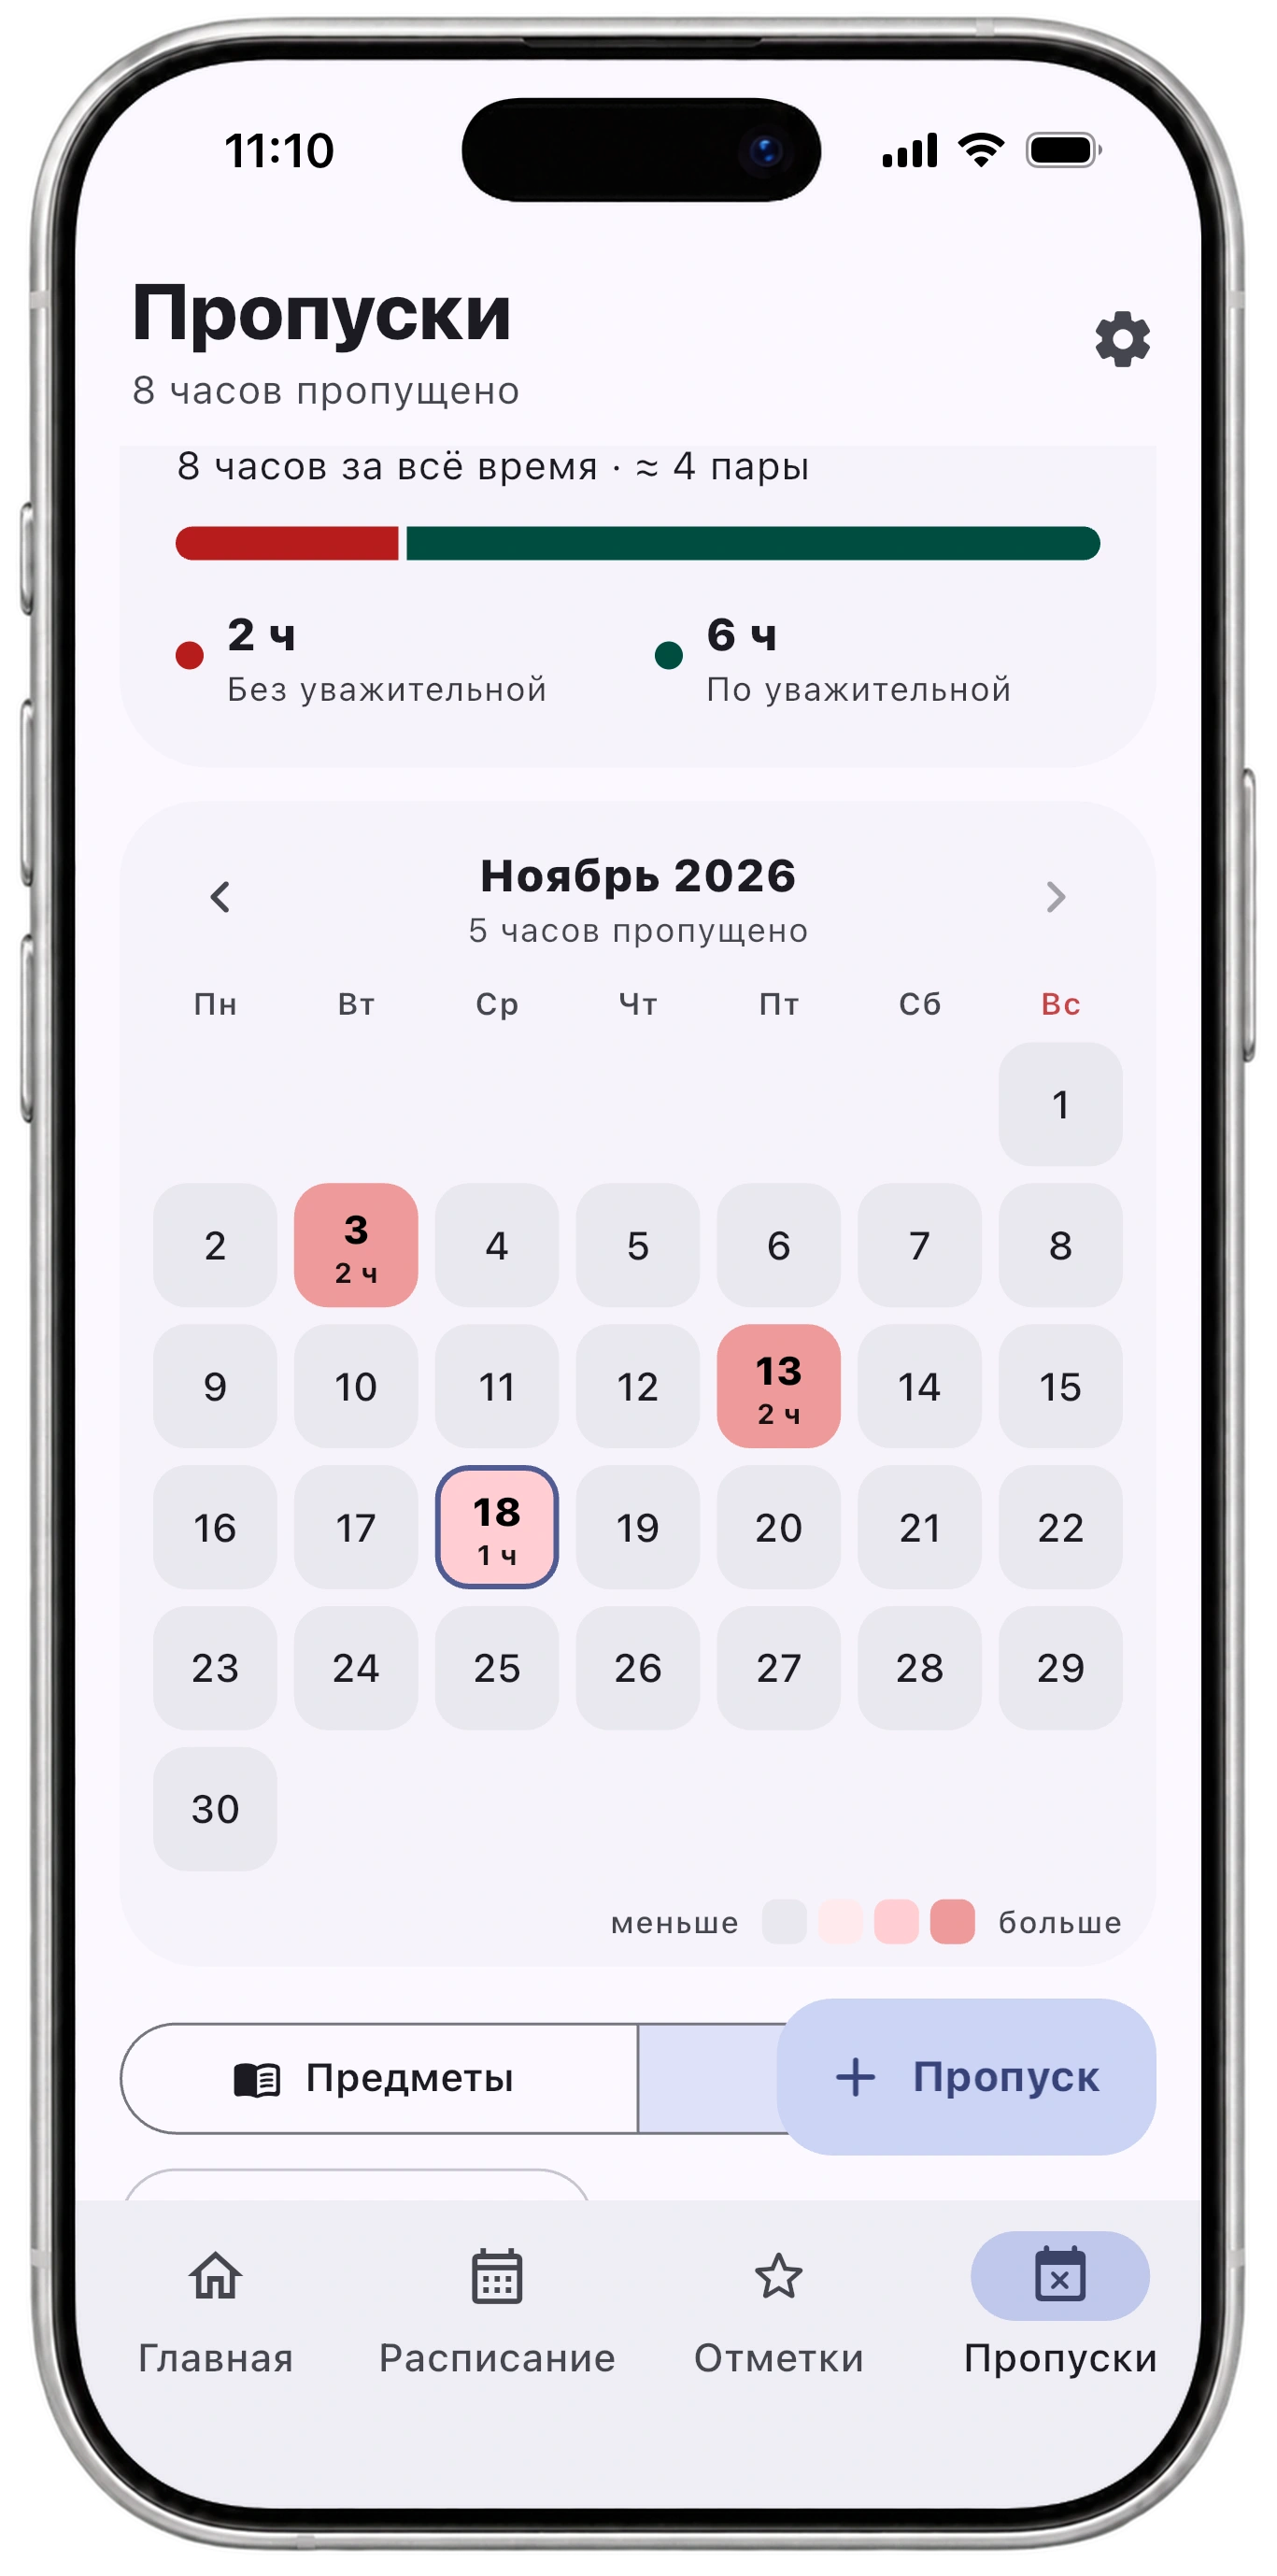 11:10
Пропуски
8 часов пропущено
8 часов за всё время · ≈ 4 пары
2 ч
Без уважительной
6 ч
По уважительной
Ноябрь 2026
5 часов пропущено
Пн Вт Ср Чт Пт Сб Вс
1
2 3 4 5 6 7 8
2 ч
9 10 11 12 13 14 15
2 ч
16 17 18 19 20 21 22
1 ч
23 24 25 26 27 28 29
30
меньше больше
Предметы
+ Пропуск
Главная Расписание Отметки Пропуски